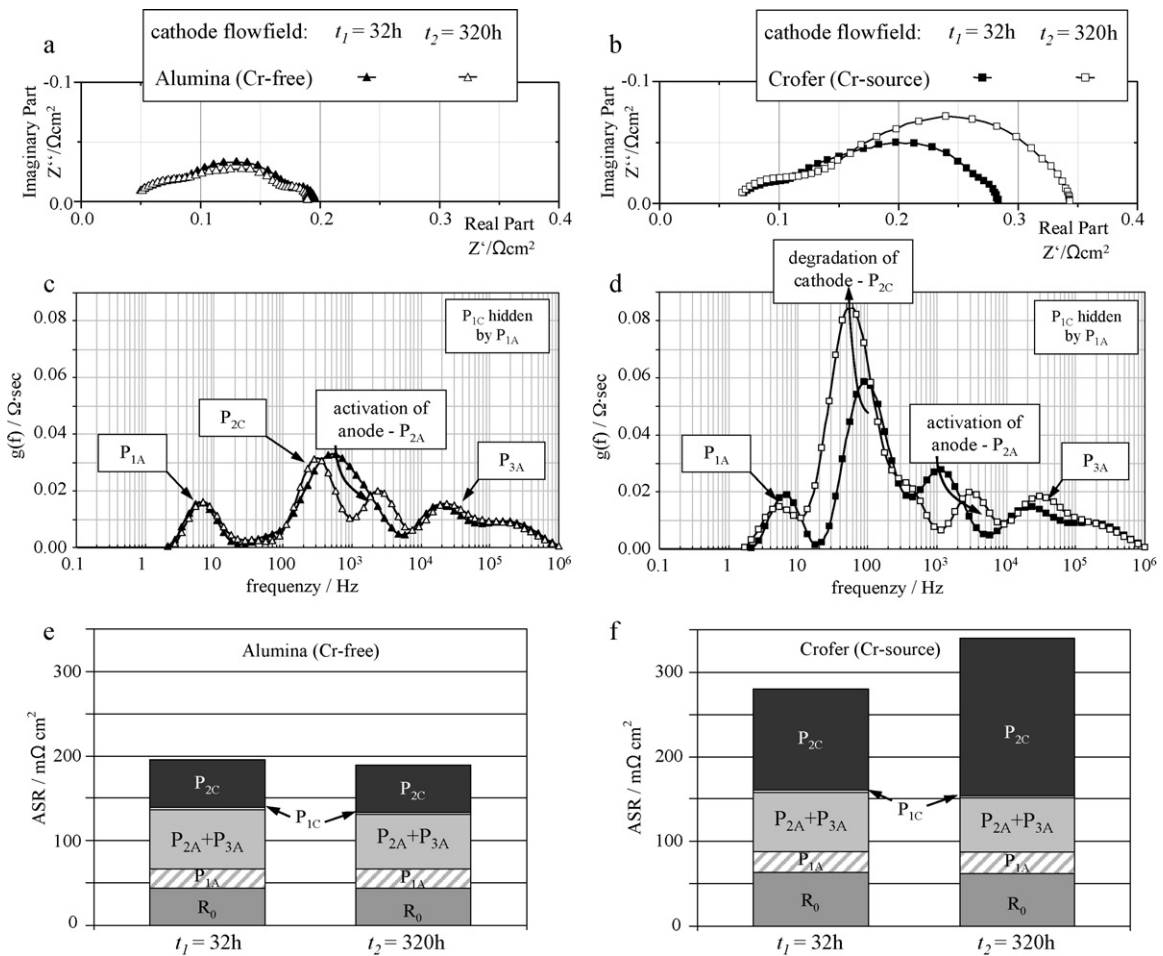 a
cathode flowfield: t₁ = 32h t₂ = 320h
Alumina (Cr-free)
-0.1
Imaginary Part
Z‘‘/Ωcm²
0.0
0.0 0.1 0.2 0.3 0.4
Real Part
Z‘/Ωcm²
b
cathode flowfield: t₁ = 32h t₂ = 320h
Crofer (Cr-source)
-0.1
Imaginary Part
Z‘‘/Ωcm²
0.0
0.0 0.1 0.2 0.3 0.4
Real Part
Z‘/Ωcm²
c
P1C hidden
by P1A
g(f) / Ω·sec
0.08
0.06
0.04
0.02
0.00
P1A
P2C
activation of
anode - P2A
P3A
0.1 1 10 100 10³ 10⁴ 10⁵ 10⁶
frequenzy / Hz
d
degradation of
cathode - P2C
P1C hidden
by P1A
g(f) / Ω·sec
0.08
0.06
0.04
0.02
0.00
P1A
activation of
anode - P2A
P3A
0.1 1 10 100 10³ 10⁴ 10⁵ 10⁶
frequenzy / Hz
e
Alumina (Cr-free)
ASR / mΩ cm²
300
200
100
0
P2C
P2A+P3A
P1A
R₀
P1C
P2C
P2A+P3A
P1A
R₀
t₁ = 32h t₂ = 320h
f
Crofer (Cr-source)
ASR / mΩ cm²
300
200
100
0
P2C
P2A+P3A
P1A
R₀
P1C
P2C
P2A+P3A
P1A
R₀
t₁ = 32h t₂ = 320h